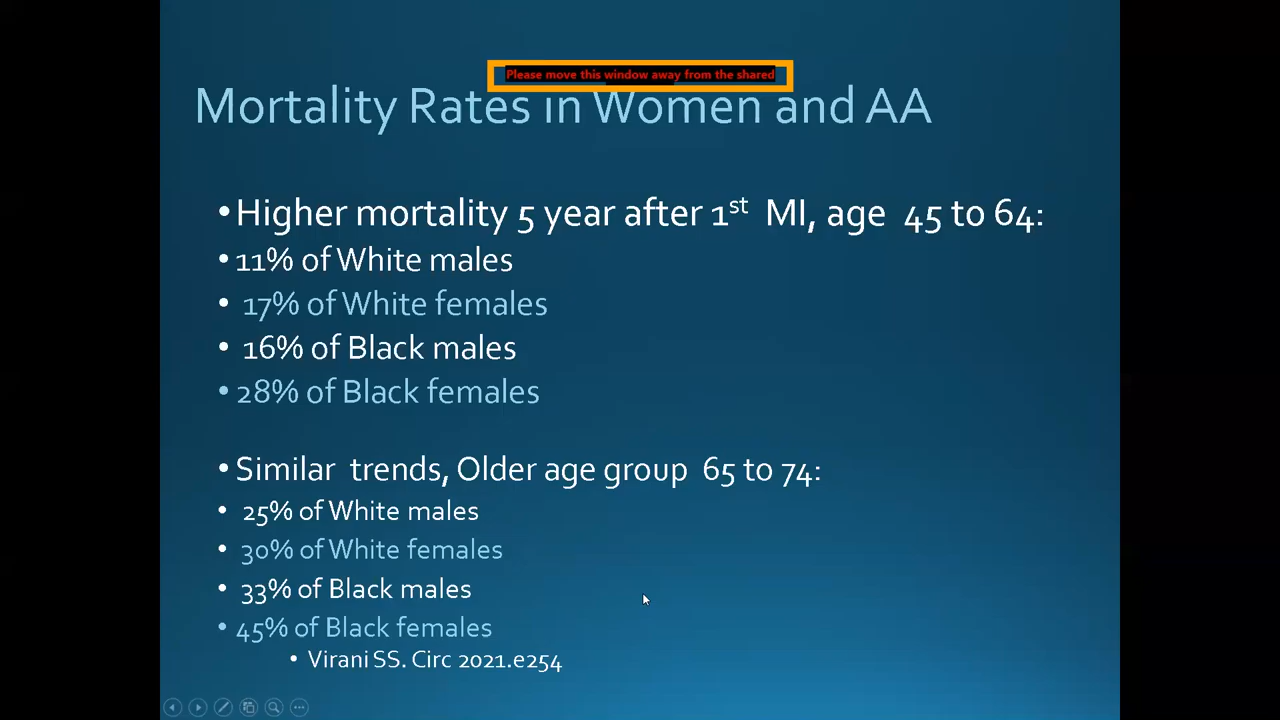 Please move this window away from the shared
Mortality Rates in Women and AA
•Higher mortality 5 year after 1st MI, age 45 to 64:
•11% of White males
• 17% of White females
• 16% of Black males
•28% of Black females
•Similar trends, Older age group 65 to 74:
• 25% of White males
• 30% of White females
• 33% of Black males
• 45% of Black females
• Virani SS. Circ 2021.e254